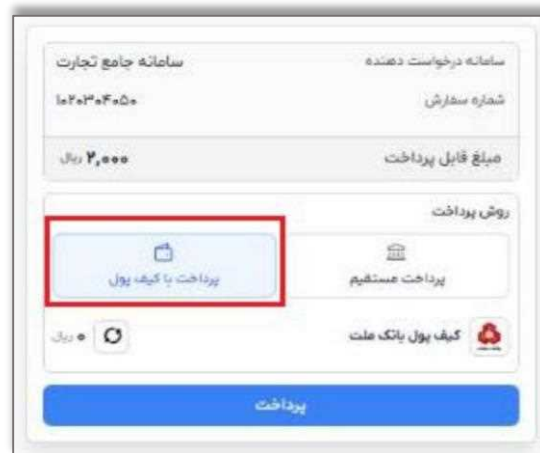 سامانه درخواست دهنده سامانه جامع تجارت
شماره سفارش ۱۰۲۰۳۰۴۰۵۰
مبلغ قابل پرداخت ۲,۰۰۰ ریال
روش پرداخت
پرداخت مستقیم پرداخت با کیف پول
کیف پول بانک ملت ۰ ریال
پرداخت